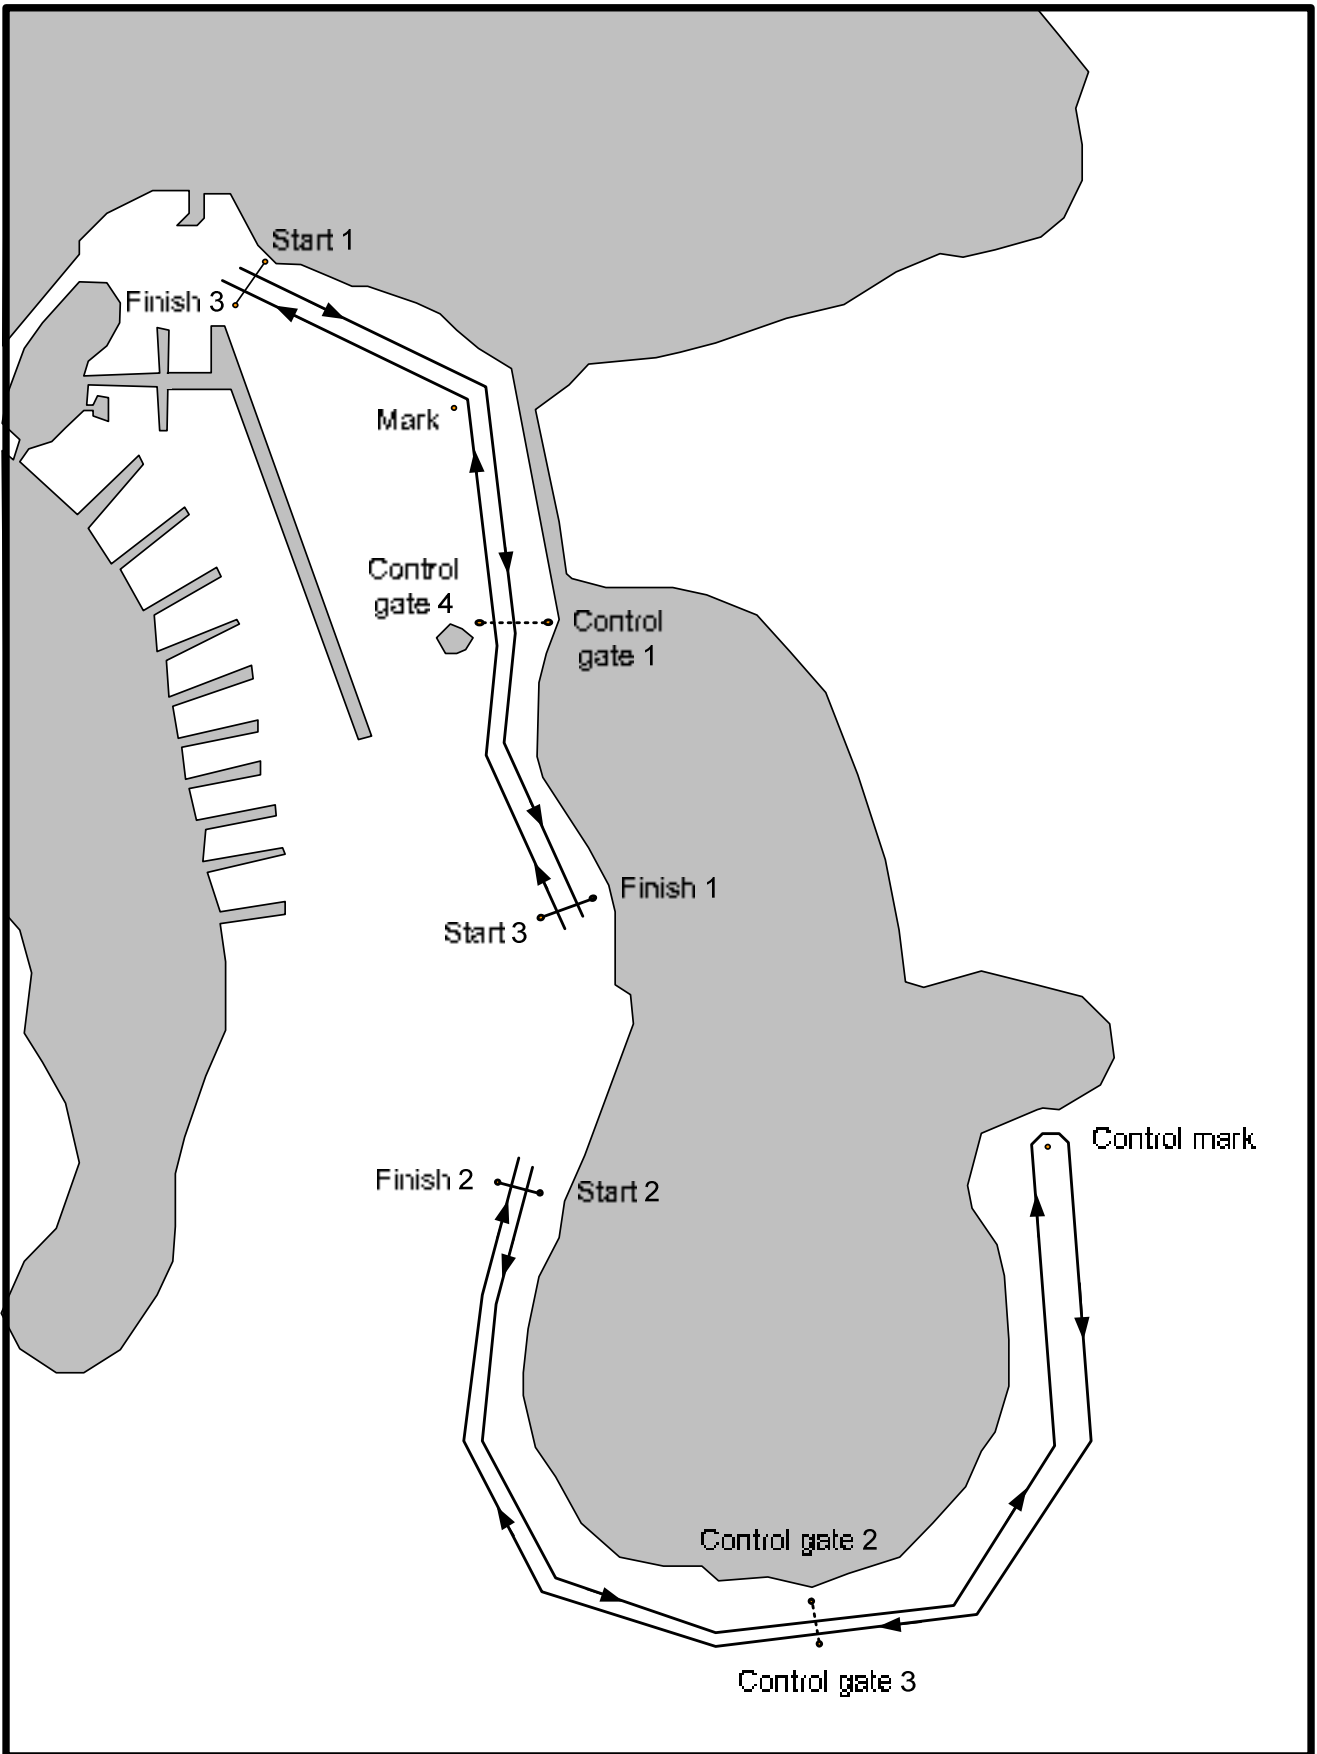 Start 1
Finish 3
Mark
Control
gate 4
Control
gate 1
Finish 1
Start 3
Control mark
Finish 2
Start 2
Control gate 2
Control gate 3